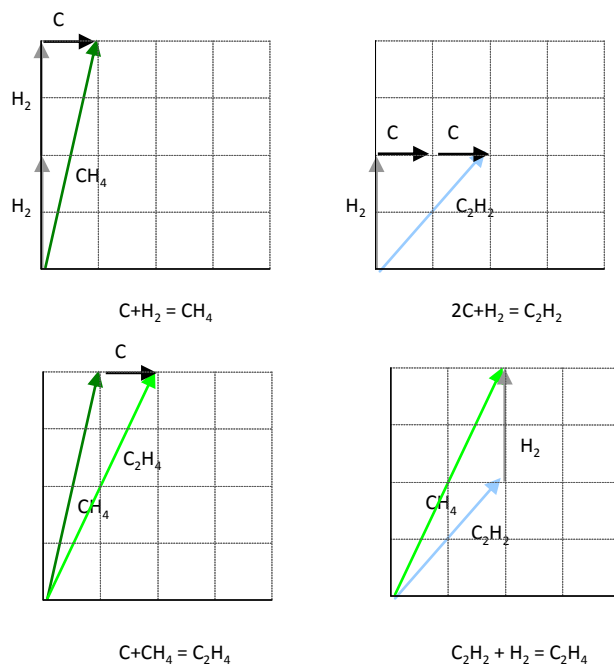 C
H₂
CH₄
H₂
C+H₂ = CH₄
C C
H₂
C₂H₂
2C+H₂ = C₂H₂
C
C₂H₄
CH₄
C+CH₄ = C₂H₄
H₂
CH₄
C₂H₂
C₂H₂ + H₂ = C₂H₄